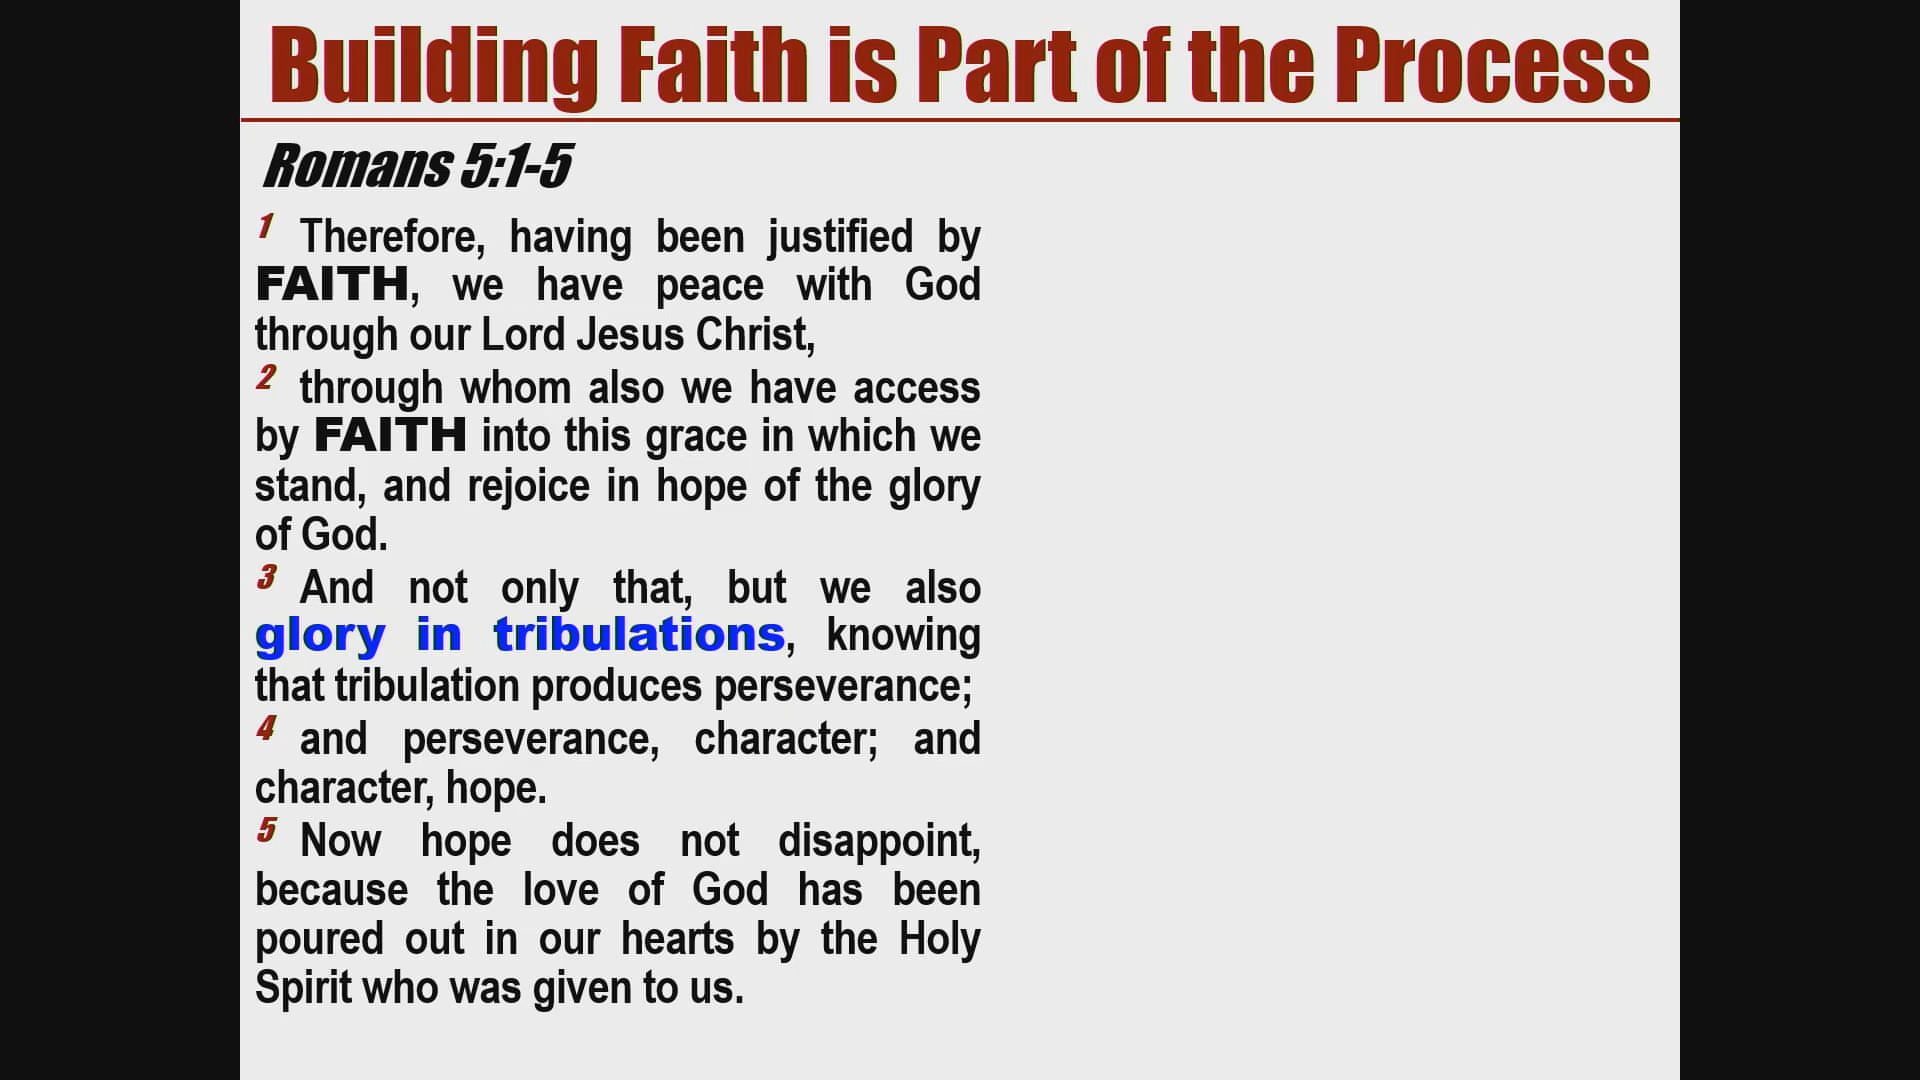 Building Faith is Part of the Process
Romans 5:1-5
1 Therefore, having been justified by
FAITH, we have peace with God
through our Lord Jesus Christ,
2 through whom also we have access
by FAITH into this grace in which we
stand, and rejoice in hope of the glory
of God.
3 And not only that, but we also
glory in tribulations, knowing
that tribulation produces perseverance;
4 and perseverance, character; and
character, hope.
5 Now hope does not disappoint,
because the love of God has been
poured out in our hearts by the Holy
Spirit who was given to us.